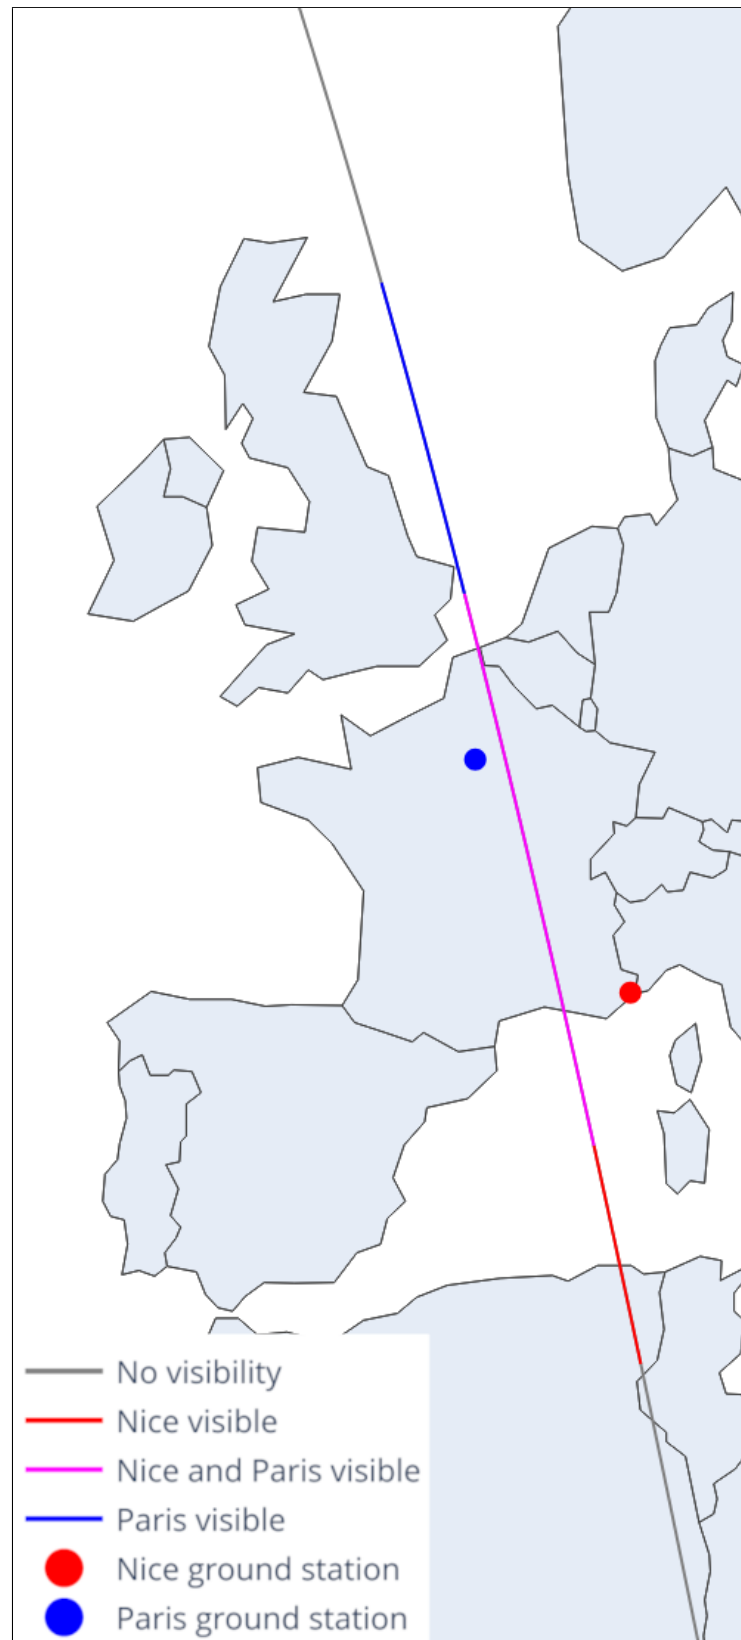 No visibility
Nice visible
Nice and Paris visible
Paris visible
Nice ground station
Paris ground station